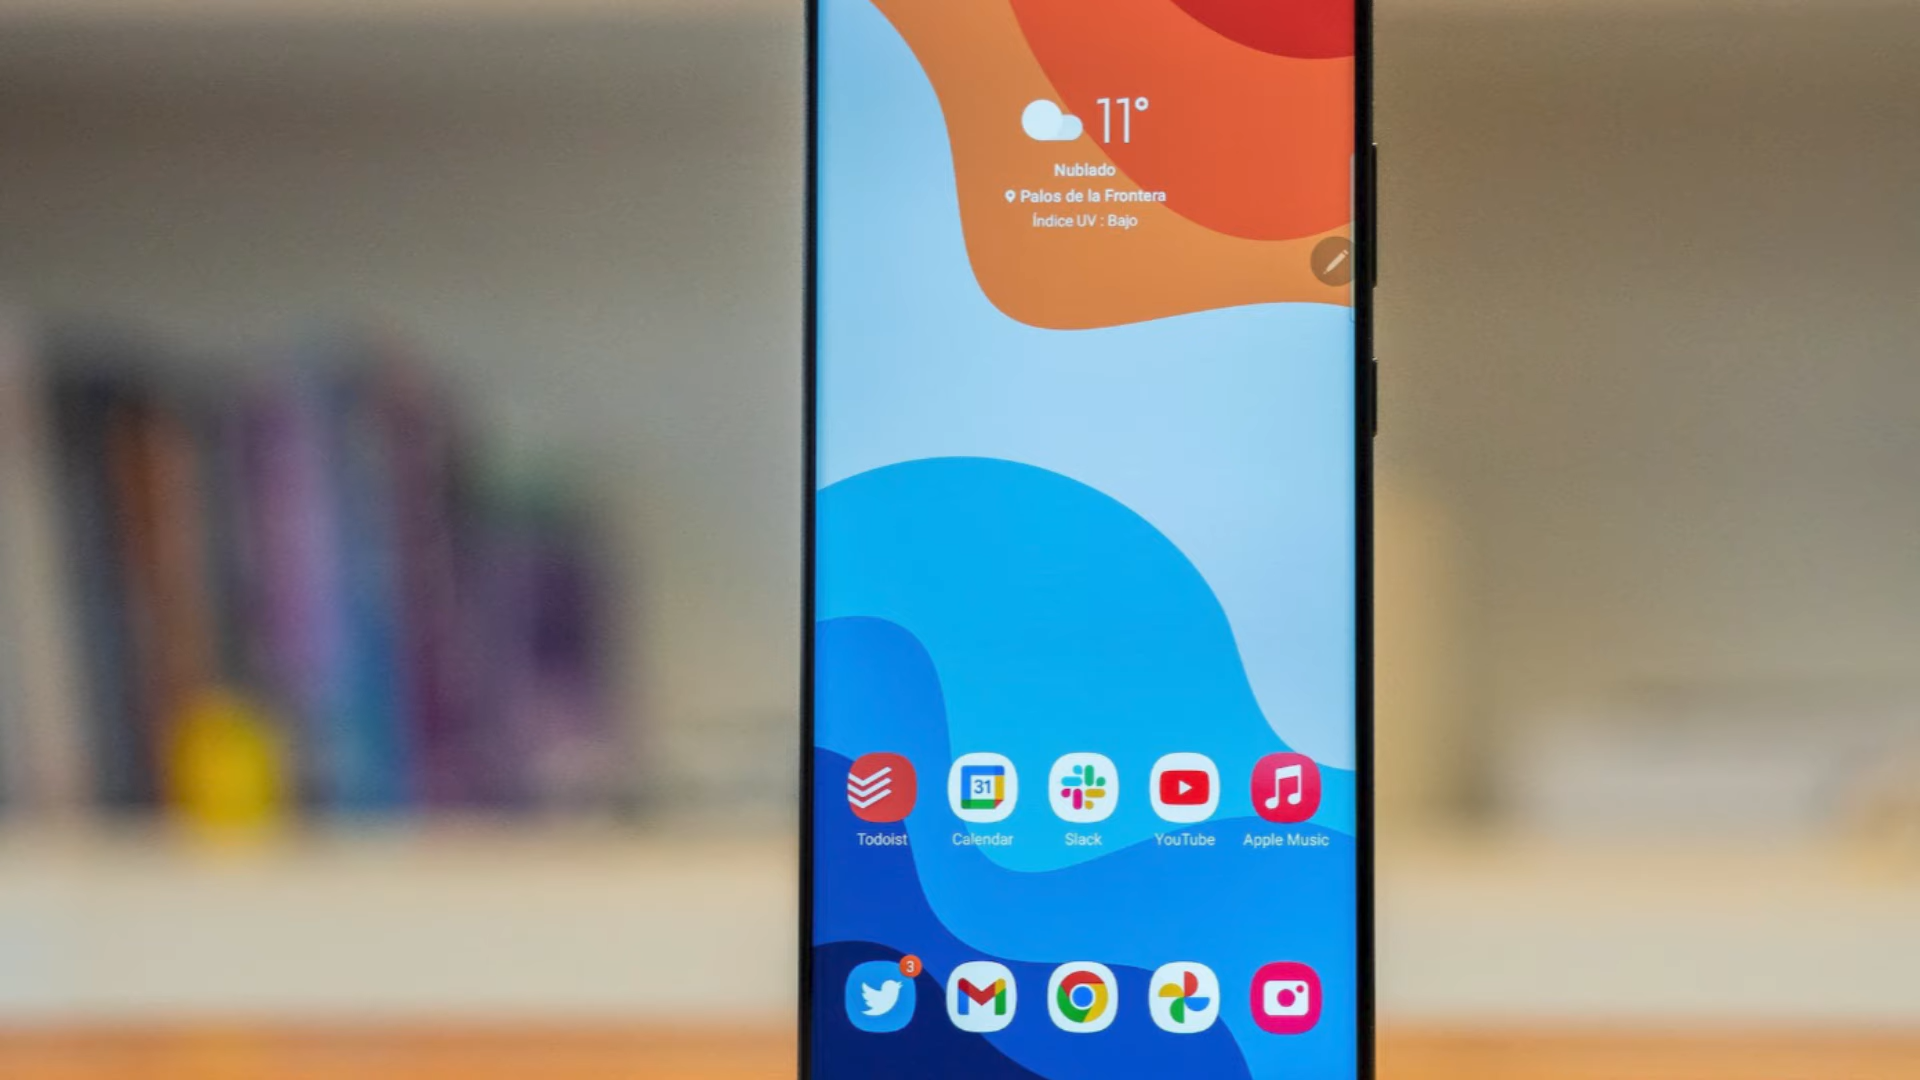 11°
Nublado
Palos de la Frontera
Índice UV : Bajo
31
Todoist
Calendar
Slack
YouTube
Apple Music
3